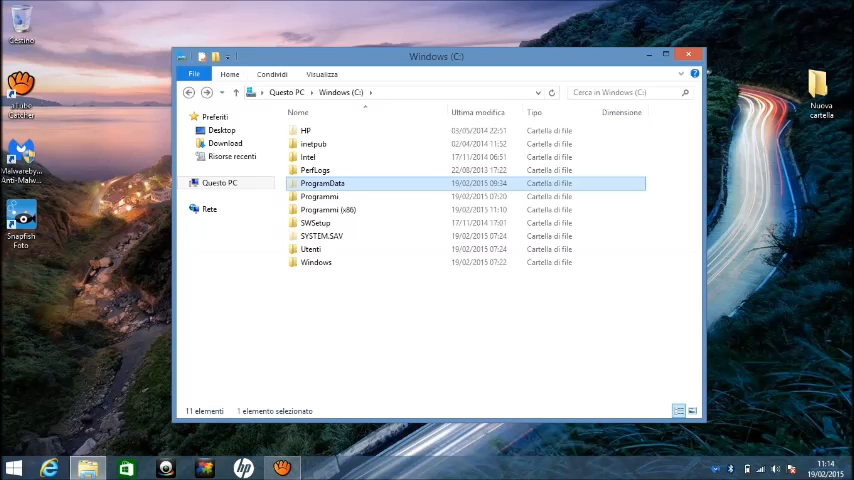 Cestino
aTube
Catcher
Malwareby...
Anti-Malw...
Snapfish
Foto
Nuova
cartella
Windows (C:)
File
Home
Condividi
Visualizza
Questo PC
Windows (C:)
Cerca in Windows (C:)
Nome
Ultima modifica
Tipo
Dimensione
Preferiti
Desktop
Download
Risorse recenti
Questo PC
Rete
HP 03/05/2014 22:51 Cartella di file
inetpub 02/04/2014 11:52 Cartella di file
Intel 17/11/2014 06:51 Cartella di file
PerfLogs 22/08/2013 17:22 Cartella di file
ProgramData 19/02/2015 09:34 Cartella di file
Programmi 19/02/2015 07:20 Cartella di file
Programmi (x86) 19/02/2015 11:10 Cartella di file
SWSetup 17/11/2014 17:01 Cartella di file
SYSTEM.SAV 19/02/2015 07:24 Cartella di file
Utenti 19/02/2015 07:24 Cartella di file
Windows 19/02/2015 07:22 Cartella di file
11 elementi
1 elemento selezionato
hp
11:14
19/02/2015